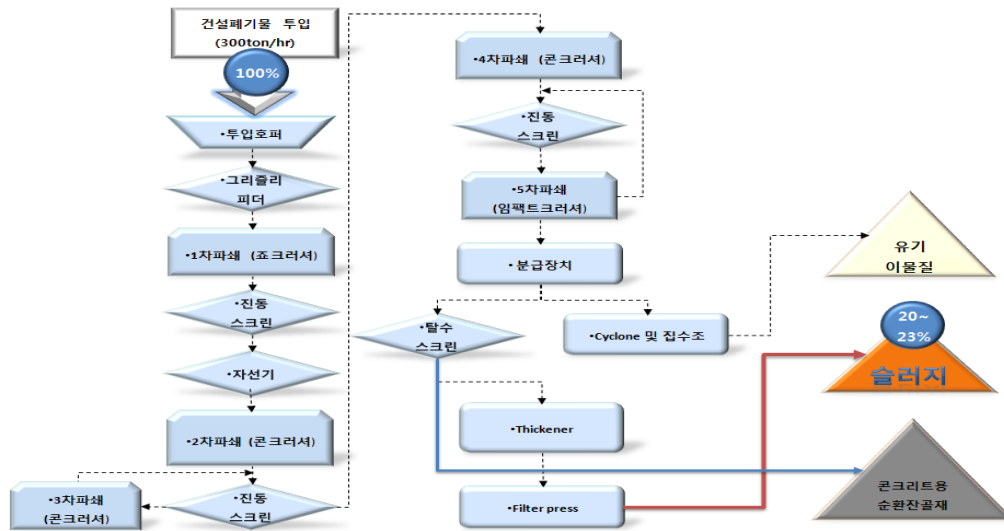 건설폐기물 투입
(300ton/hr)
100%
•투입호퍼
•그리즐리
피더
•1차파쇄 (죠크러셔)
•진동
스크린
•자선기
•2차파쇄 (콘크러셔)
•3차파쇄
(콘크러셔)
•진동
스크린
•4차파쇄 (콘크러셔)
•진동
스크린
•5차파쇄
(임팩트크러셔)
•분급장치
•탈수
스크린
•Cyclone 및 집수조
•Thickener
•Filter press
유기
이물질
20~
23%
슬러지
콘크리트용
순환잔골재